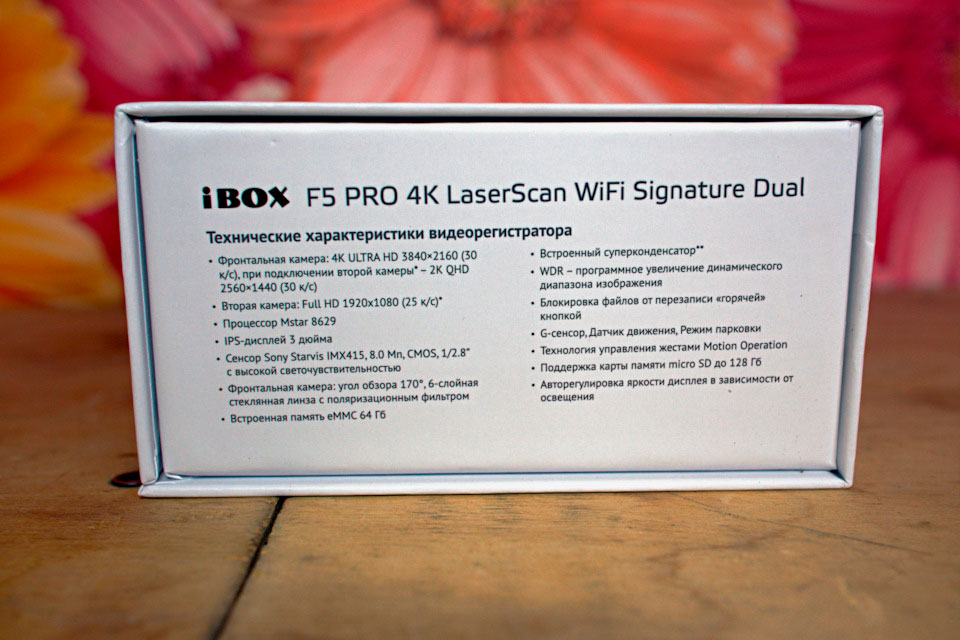 iBOX F5 PRO 4K LaserScan WiFi Signature Dual
Технические характеристики видеорегистратора
• Фронтальная камера: 4K ULTRA HD 3840×2160 (30
к/с), при подключении второй камеры* – 2K QHD
2560×1440 (30 к/с)
• Вторая камера: Full HD 1920x1080 (25 к/с)*
• Процессор Mstar 8629
• IPS-дисплей 3 дюйма
• Сенсор Sony Starvis IMX415, 8.0 Мп, CMOS, 1/2.8"
с высокой светочувствительностью
• Фронтальная камера: угол обзора 170°, 6-слойная
стеклянная линза с поляризационным фильтром
• Встроенная память eMMC 64 Гб
• Встроенный суперконденсатор**
• WDR – программное увеличение динамического
диапазона изображения
• Блокировка файлов от перезаписи «горячей»
кнопкой
• G-сенсор, Датчик движения, Режим парковки
• Технология управления жестами Motion Operation
• Поддержка карты памяти micro SD до 128 Гб
• Авторегулировка яркости дисплея в зависимости от
освещения